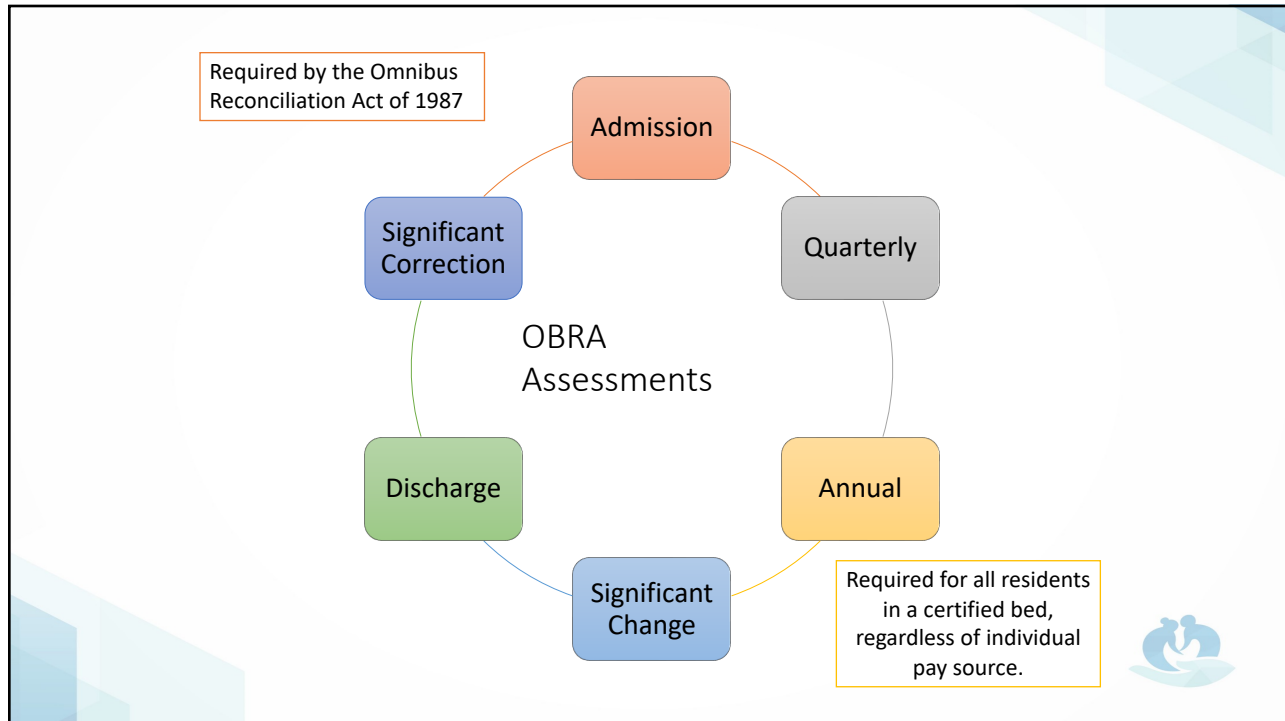 Required by the Omnibus
Reconciliation Act of 1987
Admission
Significant
Correction
Quarterly
OBRA
Assessments
Discharge
Annual
Significant
Change
Required for all residents
in a certified bed,
regardless of individual
pay source.